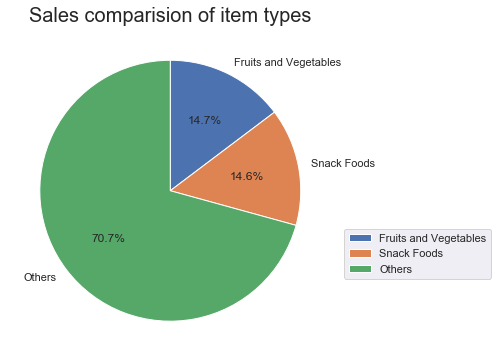 Sales comparision of item types
Fruits and Vegetables
14.7%
Snack Foods
14.6%
70.7%
Others
Fruits and Vegetables
Snack Foods
Others